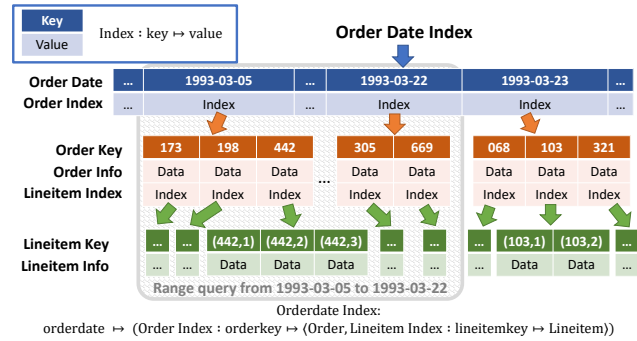 Key
Value
Index : key ↦ value
Order Date Index
Order Date ... 1993-03-05 ... 1993-03-22 1993-03-23 ...
Order Index ... Index ... Index Index ...
Order Key 173 198 442 305 669 068 103 321
Order Info Data Data Data Data Data Data Data Data
...
Lineitem Index Index Index Index Index Index Index Index Index
Lineitem Key ... ... (442,1) (442,2) (442,3) ... ... ... (103,1) (103,2) ...
Lineitem Info ... ... Data Data Data ... ... ... Data Data ...
Range query from 1993-03-05 to 1993-03-22
Orderdate Index:
orderdate ↦ (Order Index : orderkey ↦ ⟨Order, Lineitem Index : lineitemkey ↦ Lineitem⟩)